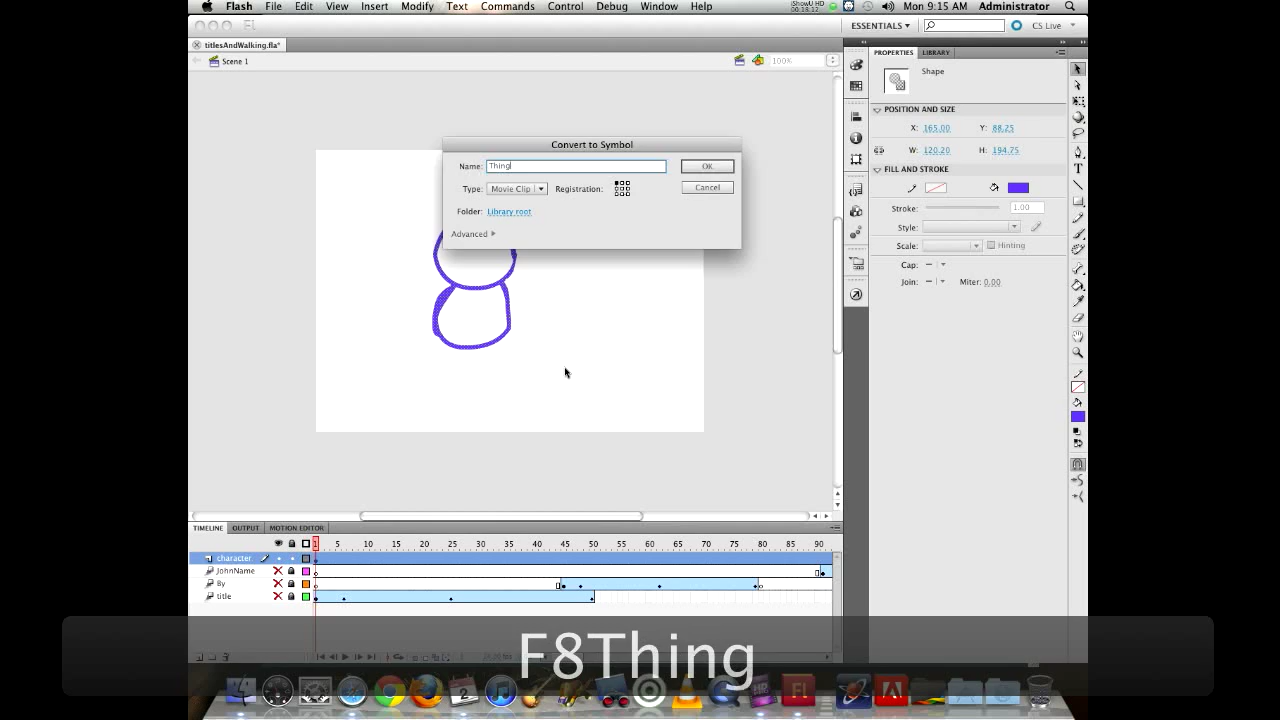 Flash File Edit View Insert Modify Text Commands Control Debug Window Help iShowU HD Mon 9:15 AM Administrator
ESSENTIALS CS Live
titlesAndWalking.fla*
Scene 1 100%
PROPERTIES LIBRARY
Shape
POSITION AND SIZE
X: 165.00 Y: 88.25
W: 120.20 H: 194.75
FILL AND STROKE
Stroke: 1.00
Style:
Scale: Hinting
Cap:
Join: Miter: 0.00
Convert to Symbol
Name: Thing OK
Type: Movie Clip Registration: Cancel
Folder: Library root
Advanced
TIMELINE OUTPUT MOTION EDITOR
1 5 10 15 20 25 30 35 40 45 50 55 60 65 70 75 80 85 90
character
JohnName
By
title
F8Thing